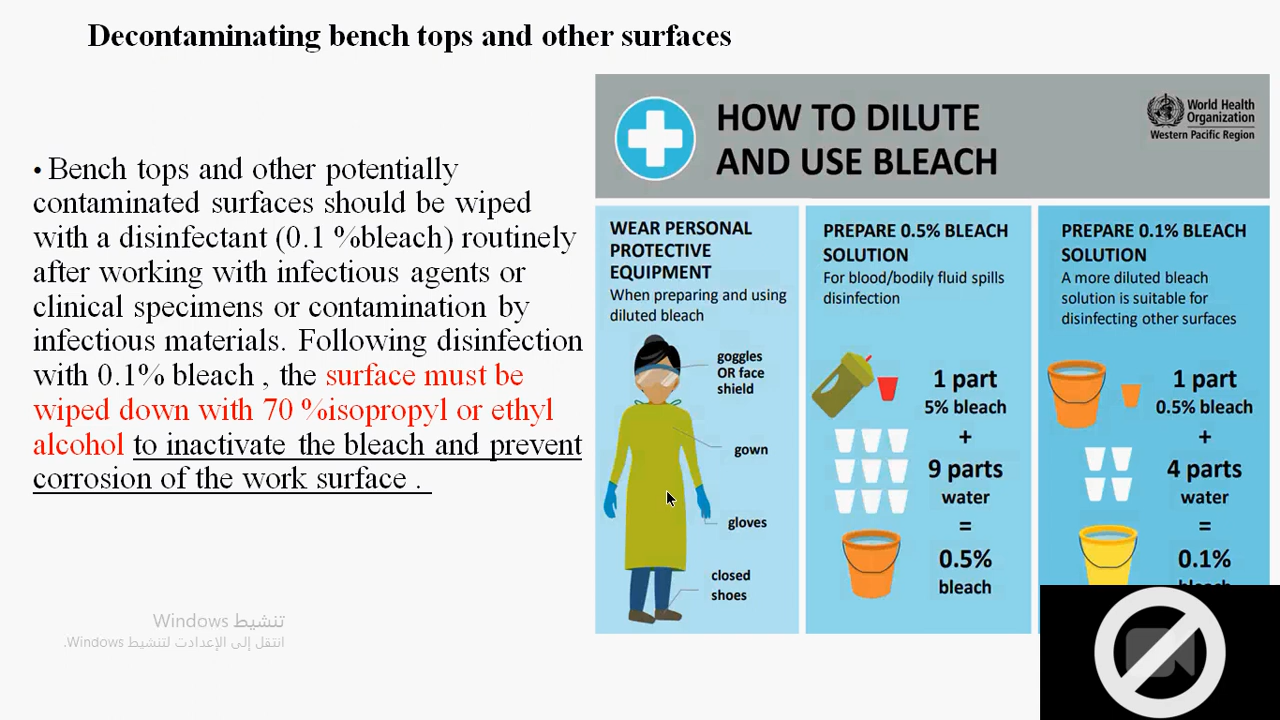 Decontaminating bench tops and other surfaces
• Bench tops and other potentially
contaminated surfaces should be wiped
with a disinfectant (0.1 %bleach) routinely
after working with infectious agents or
clinical specimens or contamination by
infectious materials. Following disinfection
with 0.1% bleach , the surface must be
wiped down with 70 %isopropyl or ethyl
alcohol to inactivate the bleach and prevent
corrosion of the work surface .
HOW TO DILUTE
AND USE BLEACH
World Health
Organization
Western Pacific Region
WEAR PERSONAL
PROTECTIVE
EQUIPMENT
When preparing and using
diluted bleach
goggles
OR face
shield
gown
gloves
closed
shoes
PREPARE 0.5% BLEACH
SOLUTION
For blood/bodily fluid spills
disinfection
1 part
5% bleach
+
9 parts
water
=
0.5%
bleach
PREPARE 0.1% BLEACH
SOLUTION
A more diluted bleach
solution is suitable for
disinfecting other surfaces
1 part
0.5% bleach
+
4 parts
water
=
0.1%
bleach
تنشيط Windows
انتقل إلى الإعدادت لتنشيط Windows.